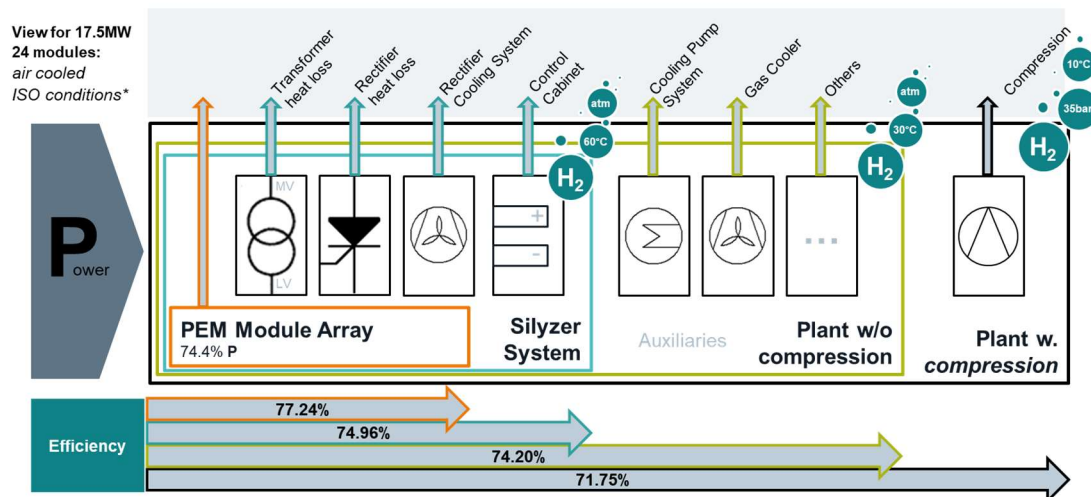 View for 17.5MW
24 modules:
air cooled
ISO conditions*
Transformer
heat loss
Rectifier
heat loss
Rectifier
Cooling System
Control
Cabinet
Cooling Pump
System
Gas Cooler
Others
Compression
atm
60°C
H2
atm
30°C
H2
10°C
35bar
H2
Power
MV
LV
+
-
...
PEM Module Array
74.4% P
Silyzer
System
Auxiliaries
Plant w/o
compression
Plant w.
compression
Efficiency
77.24%
74.96%
74.20%
71.75%